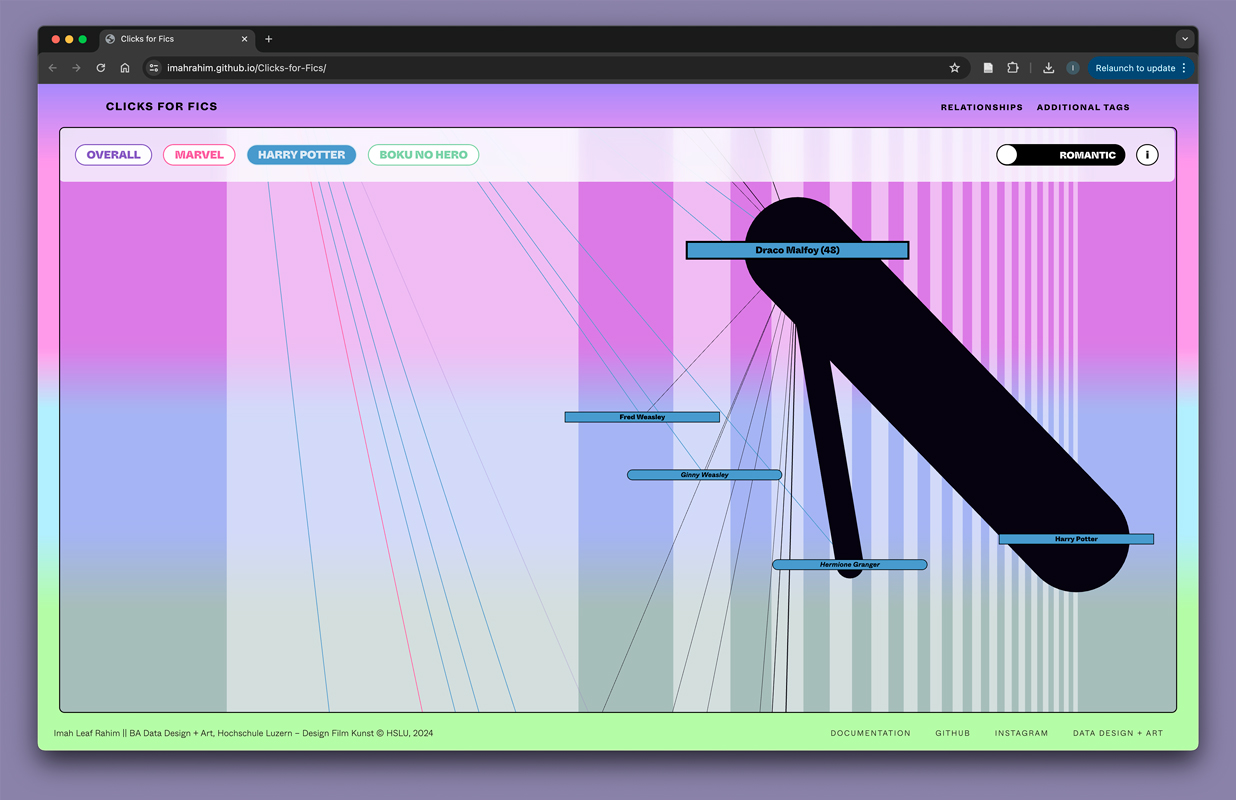 Clicks for Fics
imahrahim.github.io/Clicks-for-Fics/
I
Relaunch to update
CLICKS FOR FICS
RELATIONSHIPS ADDITIONAL TAGS
OVERALL MARVEL HARRY POTTER BOKU NO HERO
ROMANTIC i
Draco Malfoy (48)
Fred Weasley
Ginny Weasley
Harry Potter
Hermione Granger
Imah Leaf Rahim || BA Data Design + Art, Hochschule Luzern – Design Film Kunst © HSLU, 2024
DOCUMENTATION GITHUB INSTAGRAM DATA DESIGN + ART